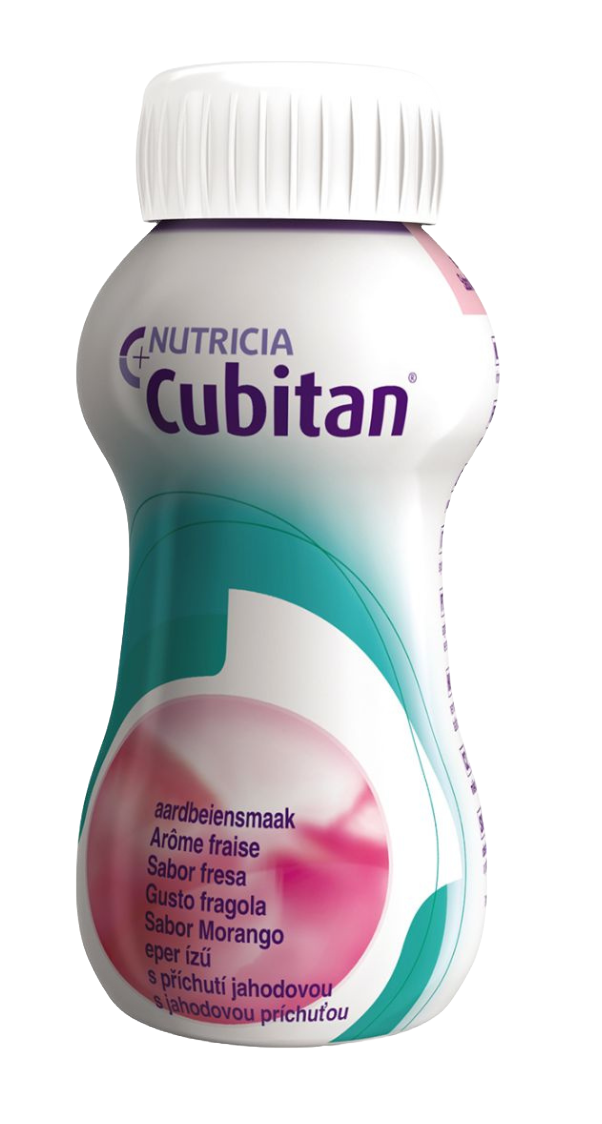 NUTRICIA
Cubitan®
aardbeiensmaak
Arôme fraise
Sabor fresa
Gusto fragola
Sabor Morango
eper ízű
s příchutí jahodovou
s jahodovou príchuťou